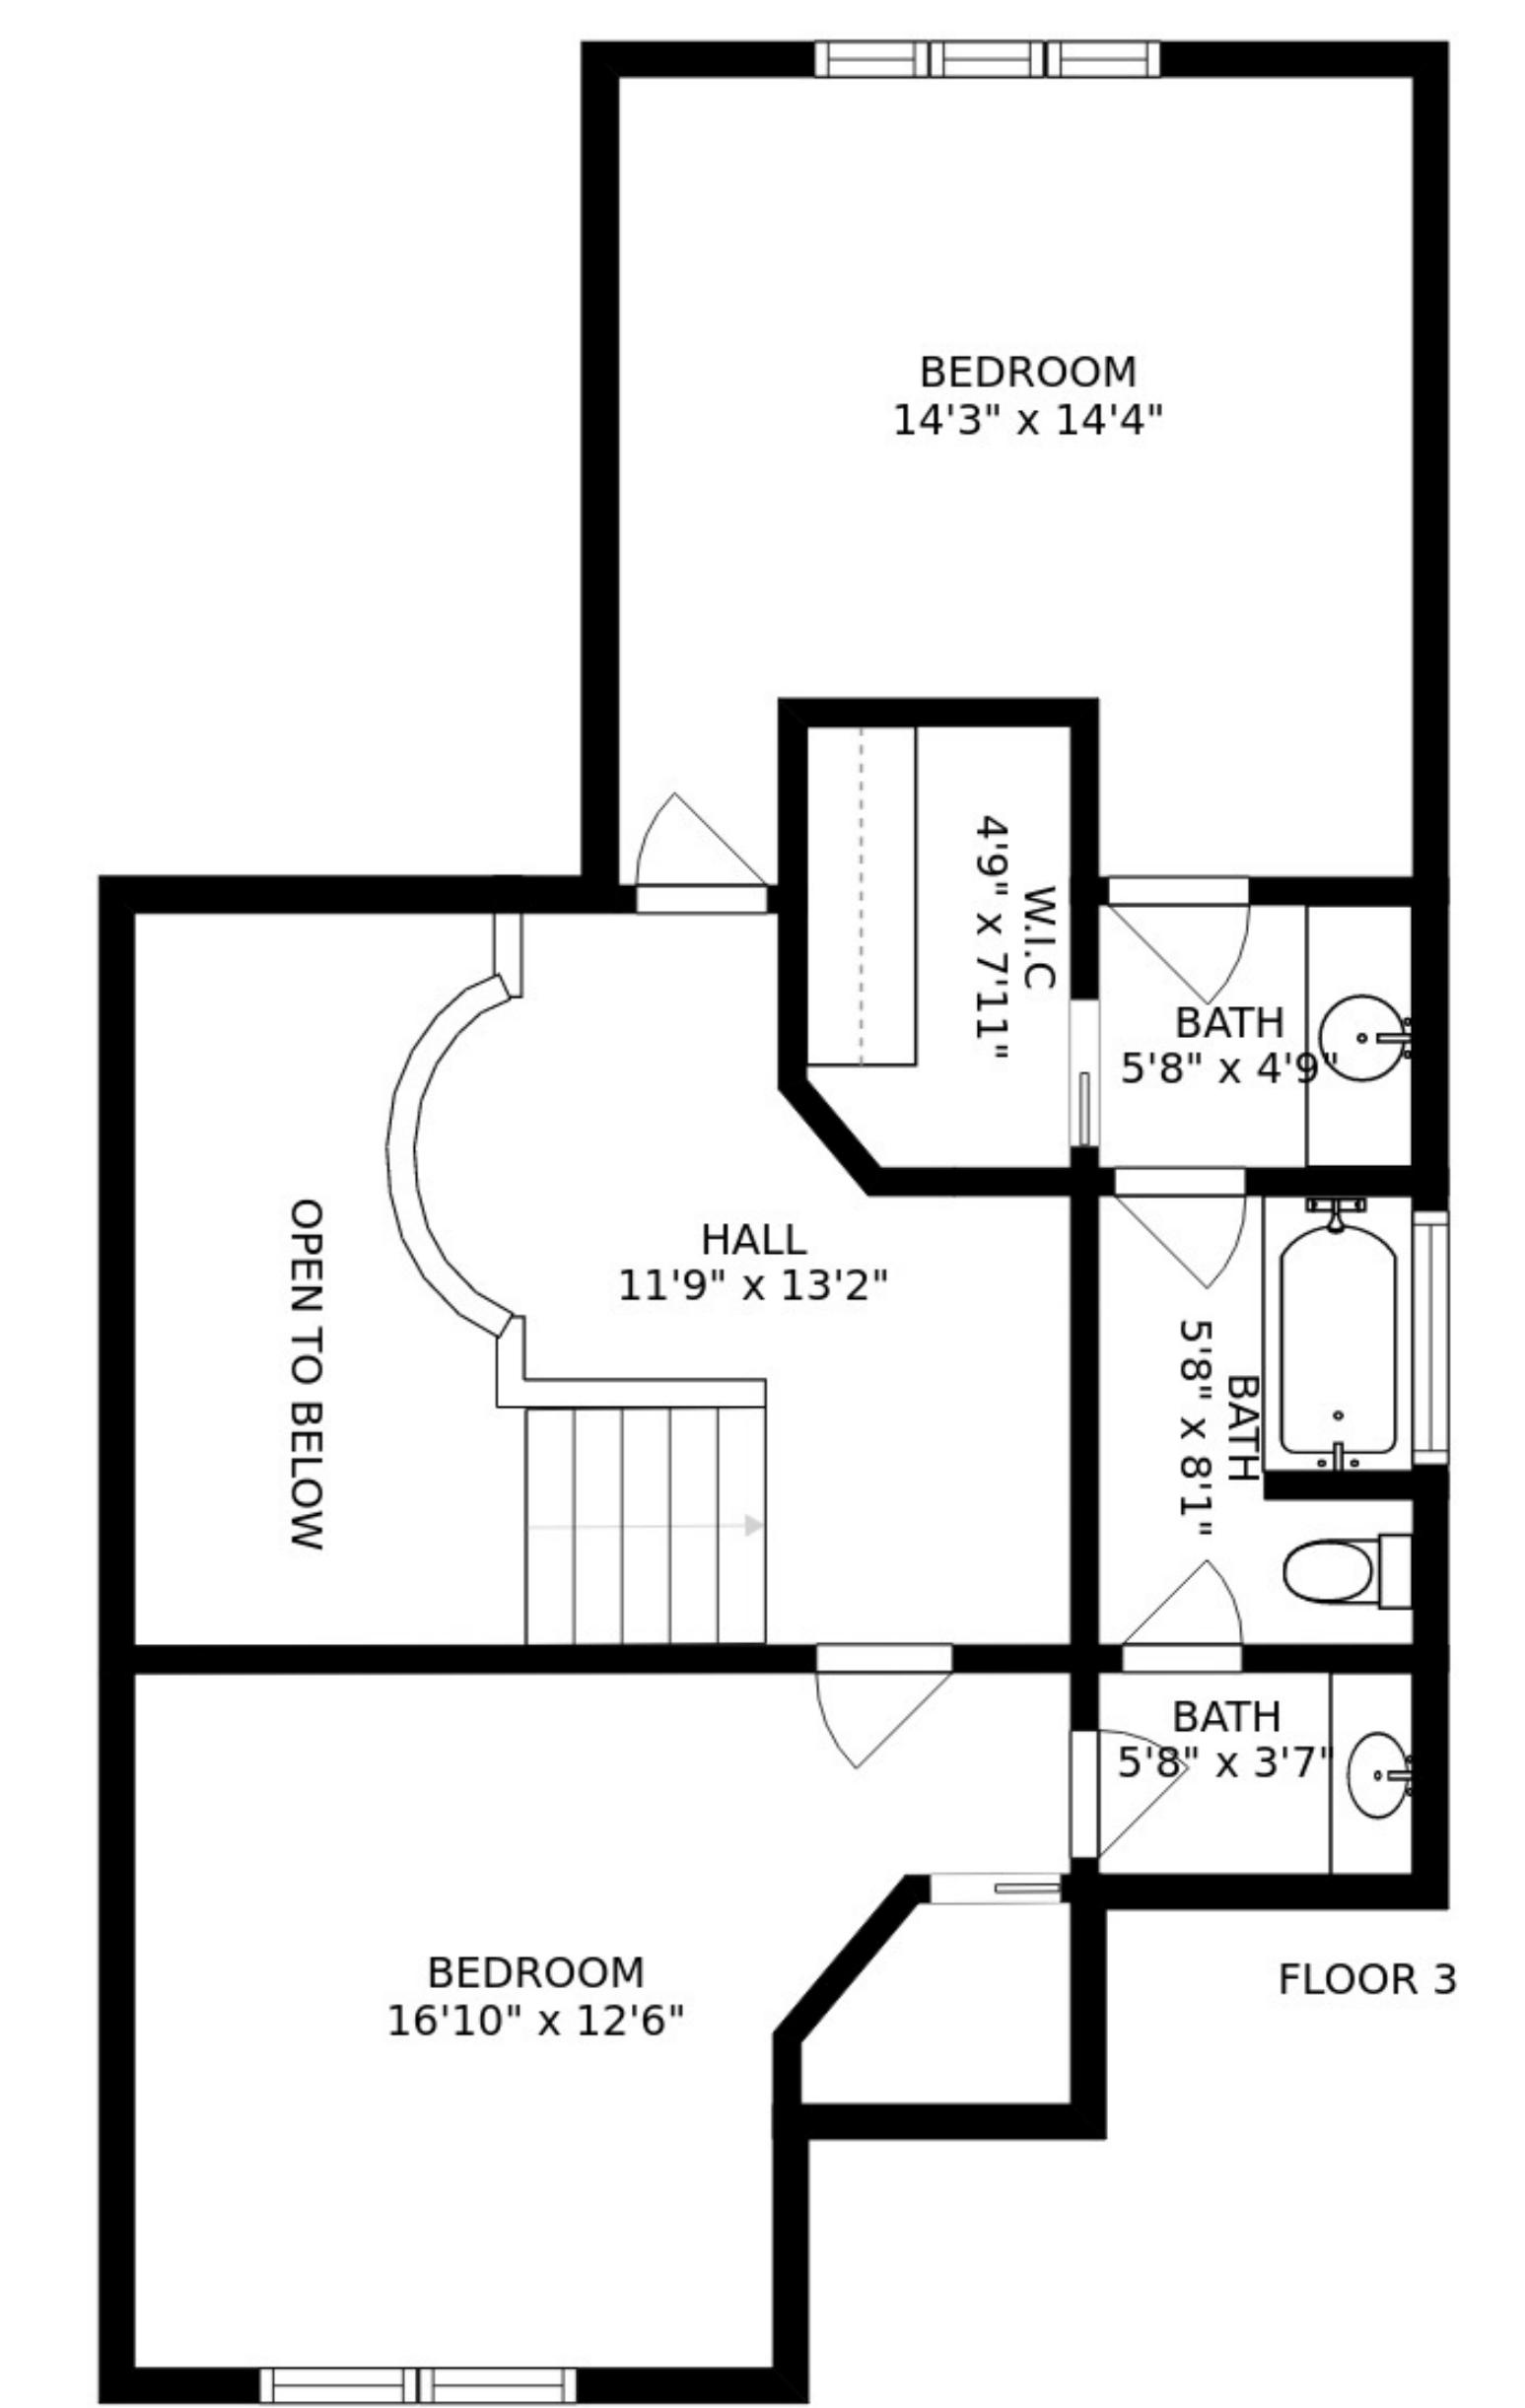 BEDROOM
14'3" x 14'4"
W.I.C
4'9" x 7'11"
BATH
5'8" x 4'9"
OPEN TO BELOW
HALL
11'9" x 13'2"
BATH
5'8" x 8'1"
BATH
5'8" x 3'7"
BEDROOM
16'10" x 12'6"
FLOOR 3